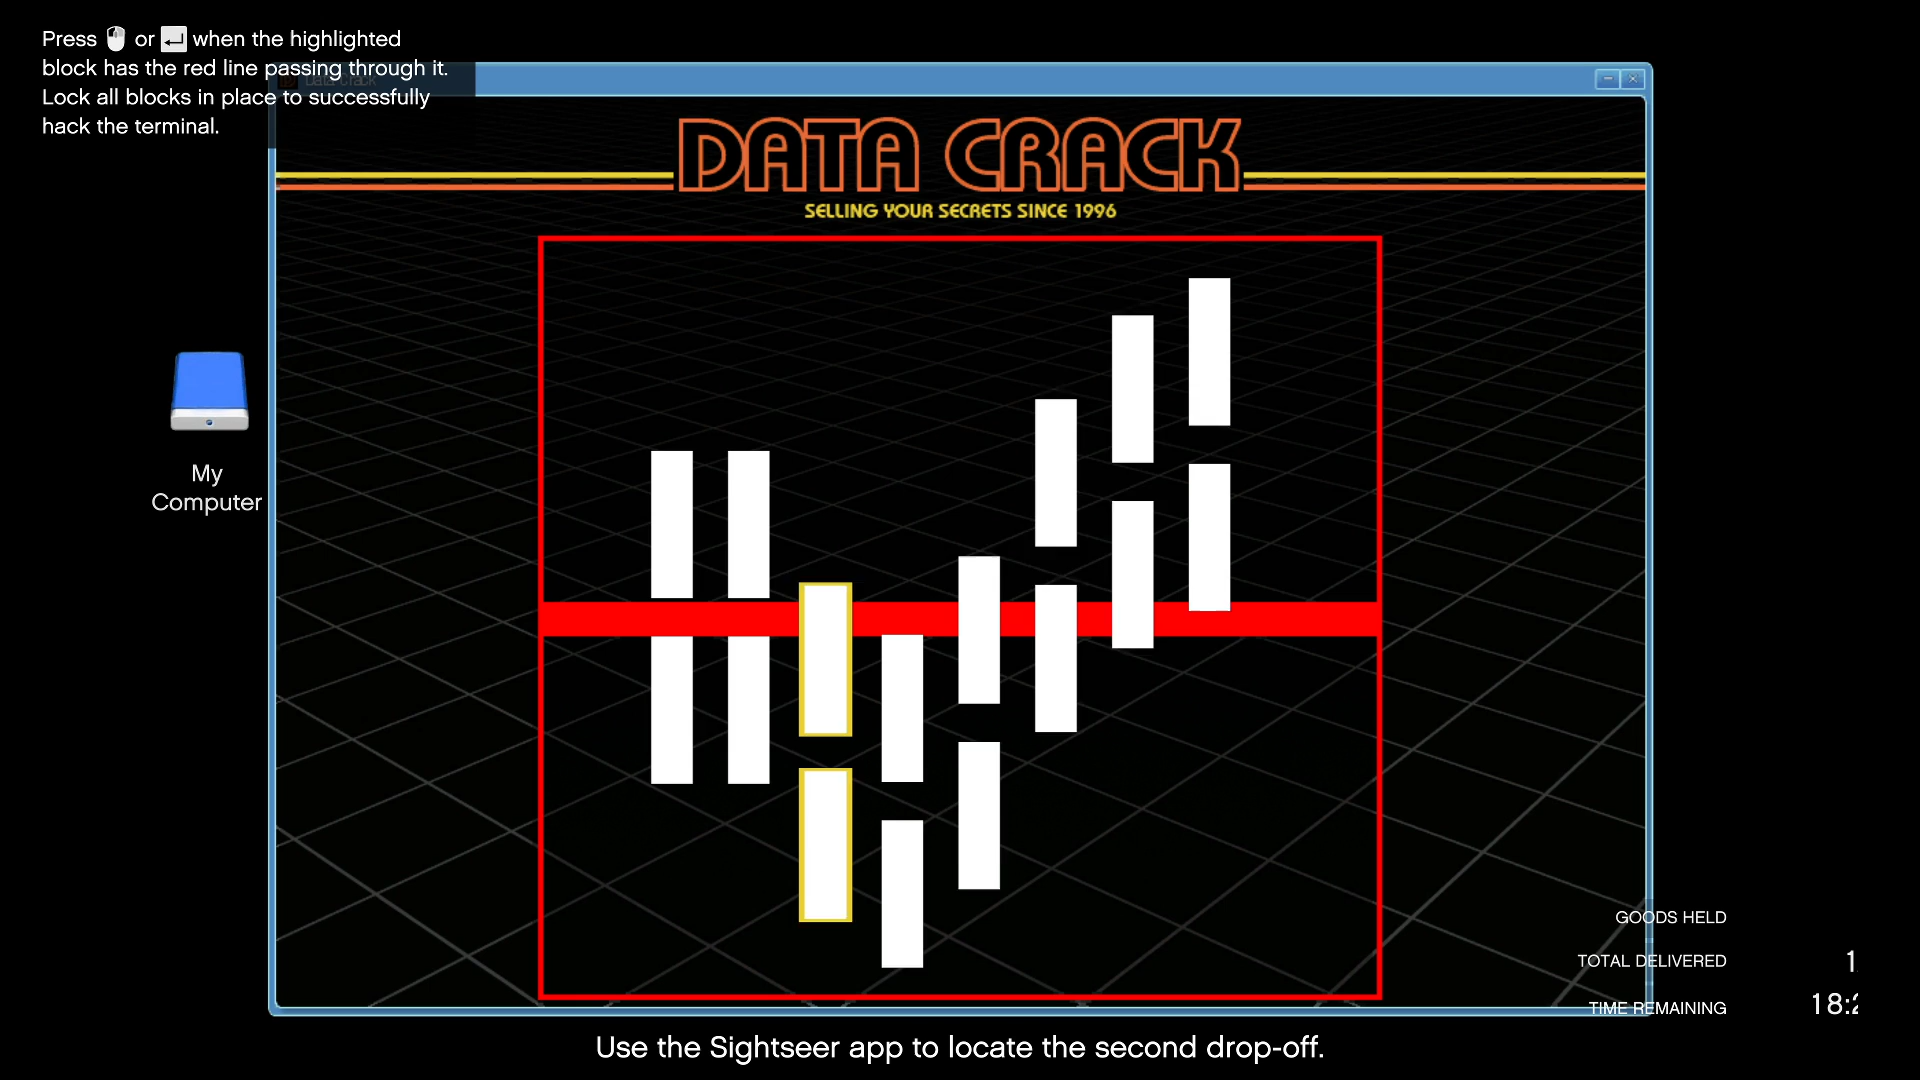 Press or when the highlighted
block has the red line passing through it.
Lock all blocks in place to successfully
hack the terminal.
DATA CRACK
SELLING YOUR SECRETS SINCE 1996
My
Computer
GOODS HELD
TOTAL DELIVERED 1
TIME REMAINING 18:2
Use the Sightseer app to locate the second drop-off.